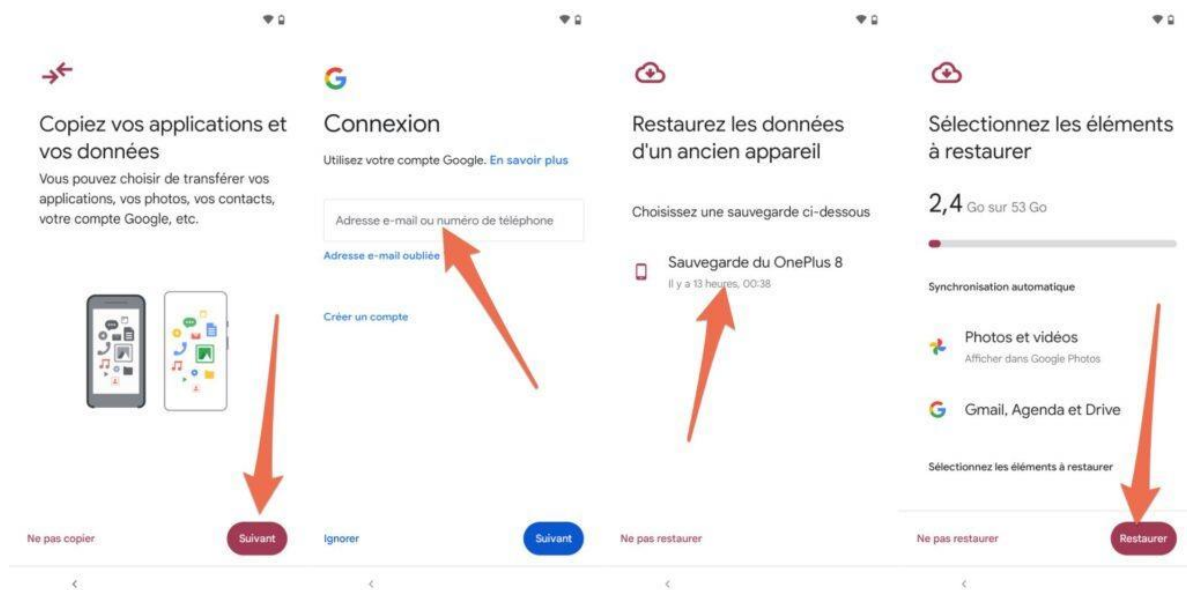 Copiez vos applications et
vos données
Vous pouvez choisir de transférer vos
applications, vos photos, vos contacts,
votre compte Google, etc.
Ne pas copier
Suivant
Connexion
Utilisez votre compte Google. En savoir plus
Adresse e-mail ou numéro de téléphone
Adresse e-mail oubliée
Créer un compte
Ignorer
Suivant
Restaurez les données
d'un ancien appareil
Choisissez une sauvegarde ci-dessous
Sauvegarde du OnePlus 8
Il y a 13 heures, 00:38
Ne pas restaurer
Sélectionnez les éléments
à restaurer
2,4 Go sur 53 Go
Synchronisation automatique
Photos et vidéos
Afficher dans Google Photos
Gmail, Agenda et Drive
Sélectionnez les éléments à restaurer
Ne pas restaurer
Restaurer